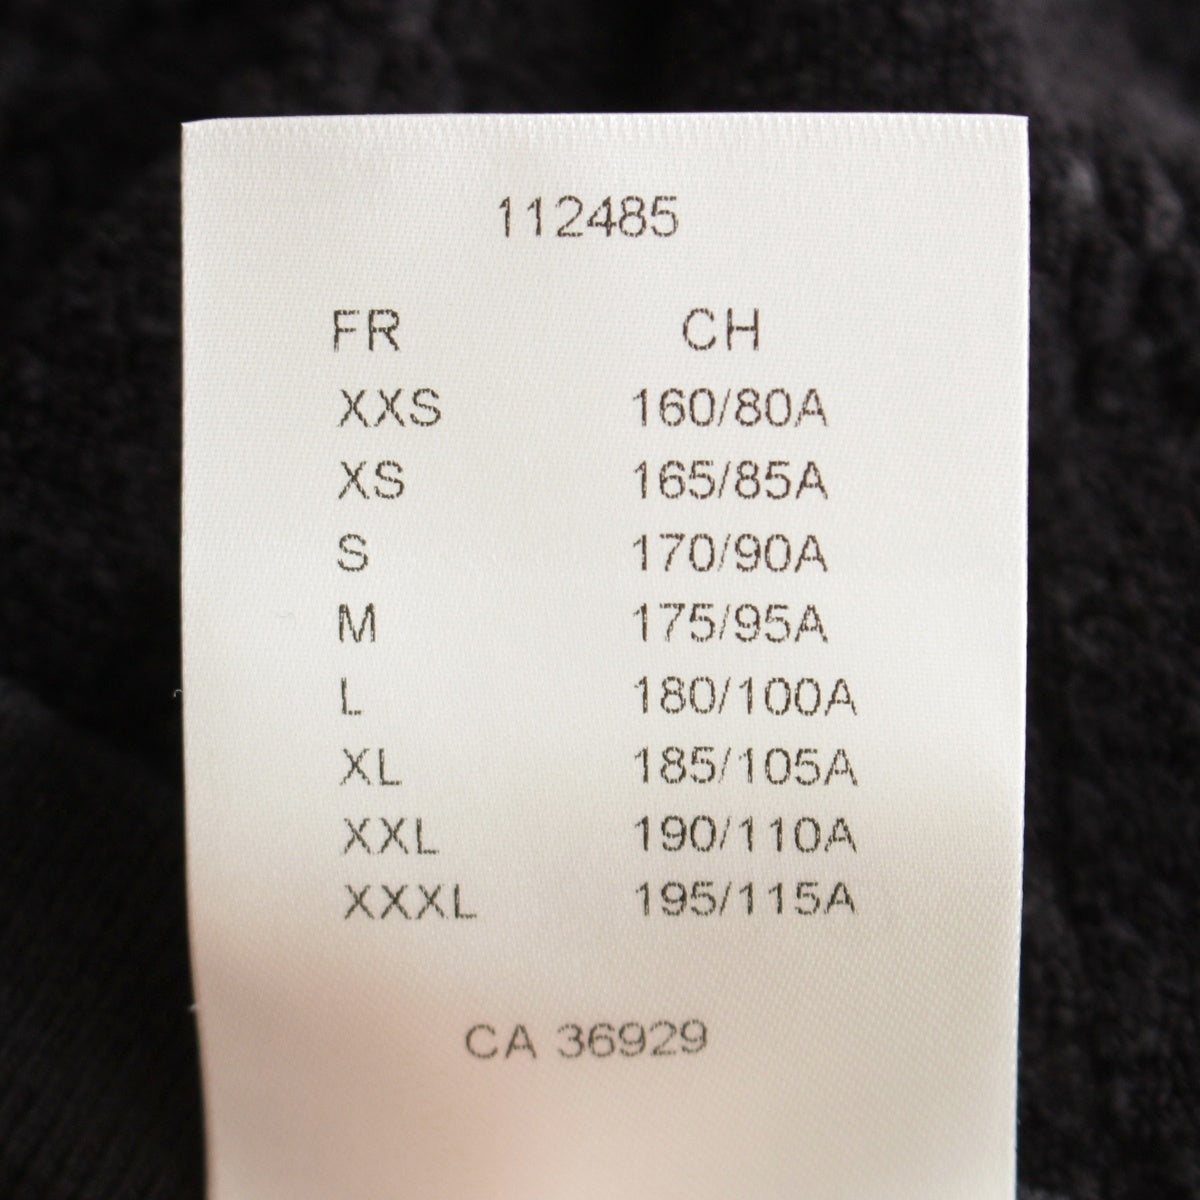 112485
FR CH
XXS 160/80A
XS 165/85A
S 170/90A
M 175/95A
L 180/100A
XL 185/105A
XXL 190/110A
XXXL 195/115A
CA 36929